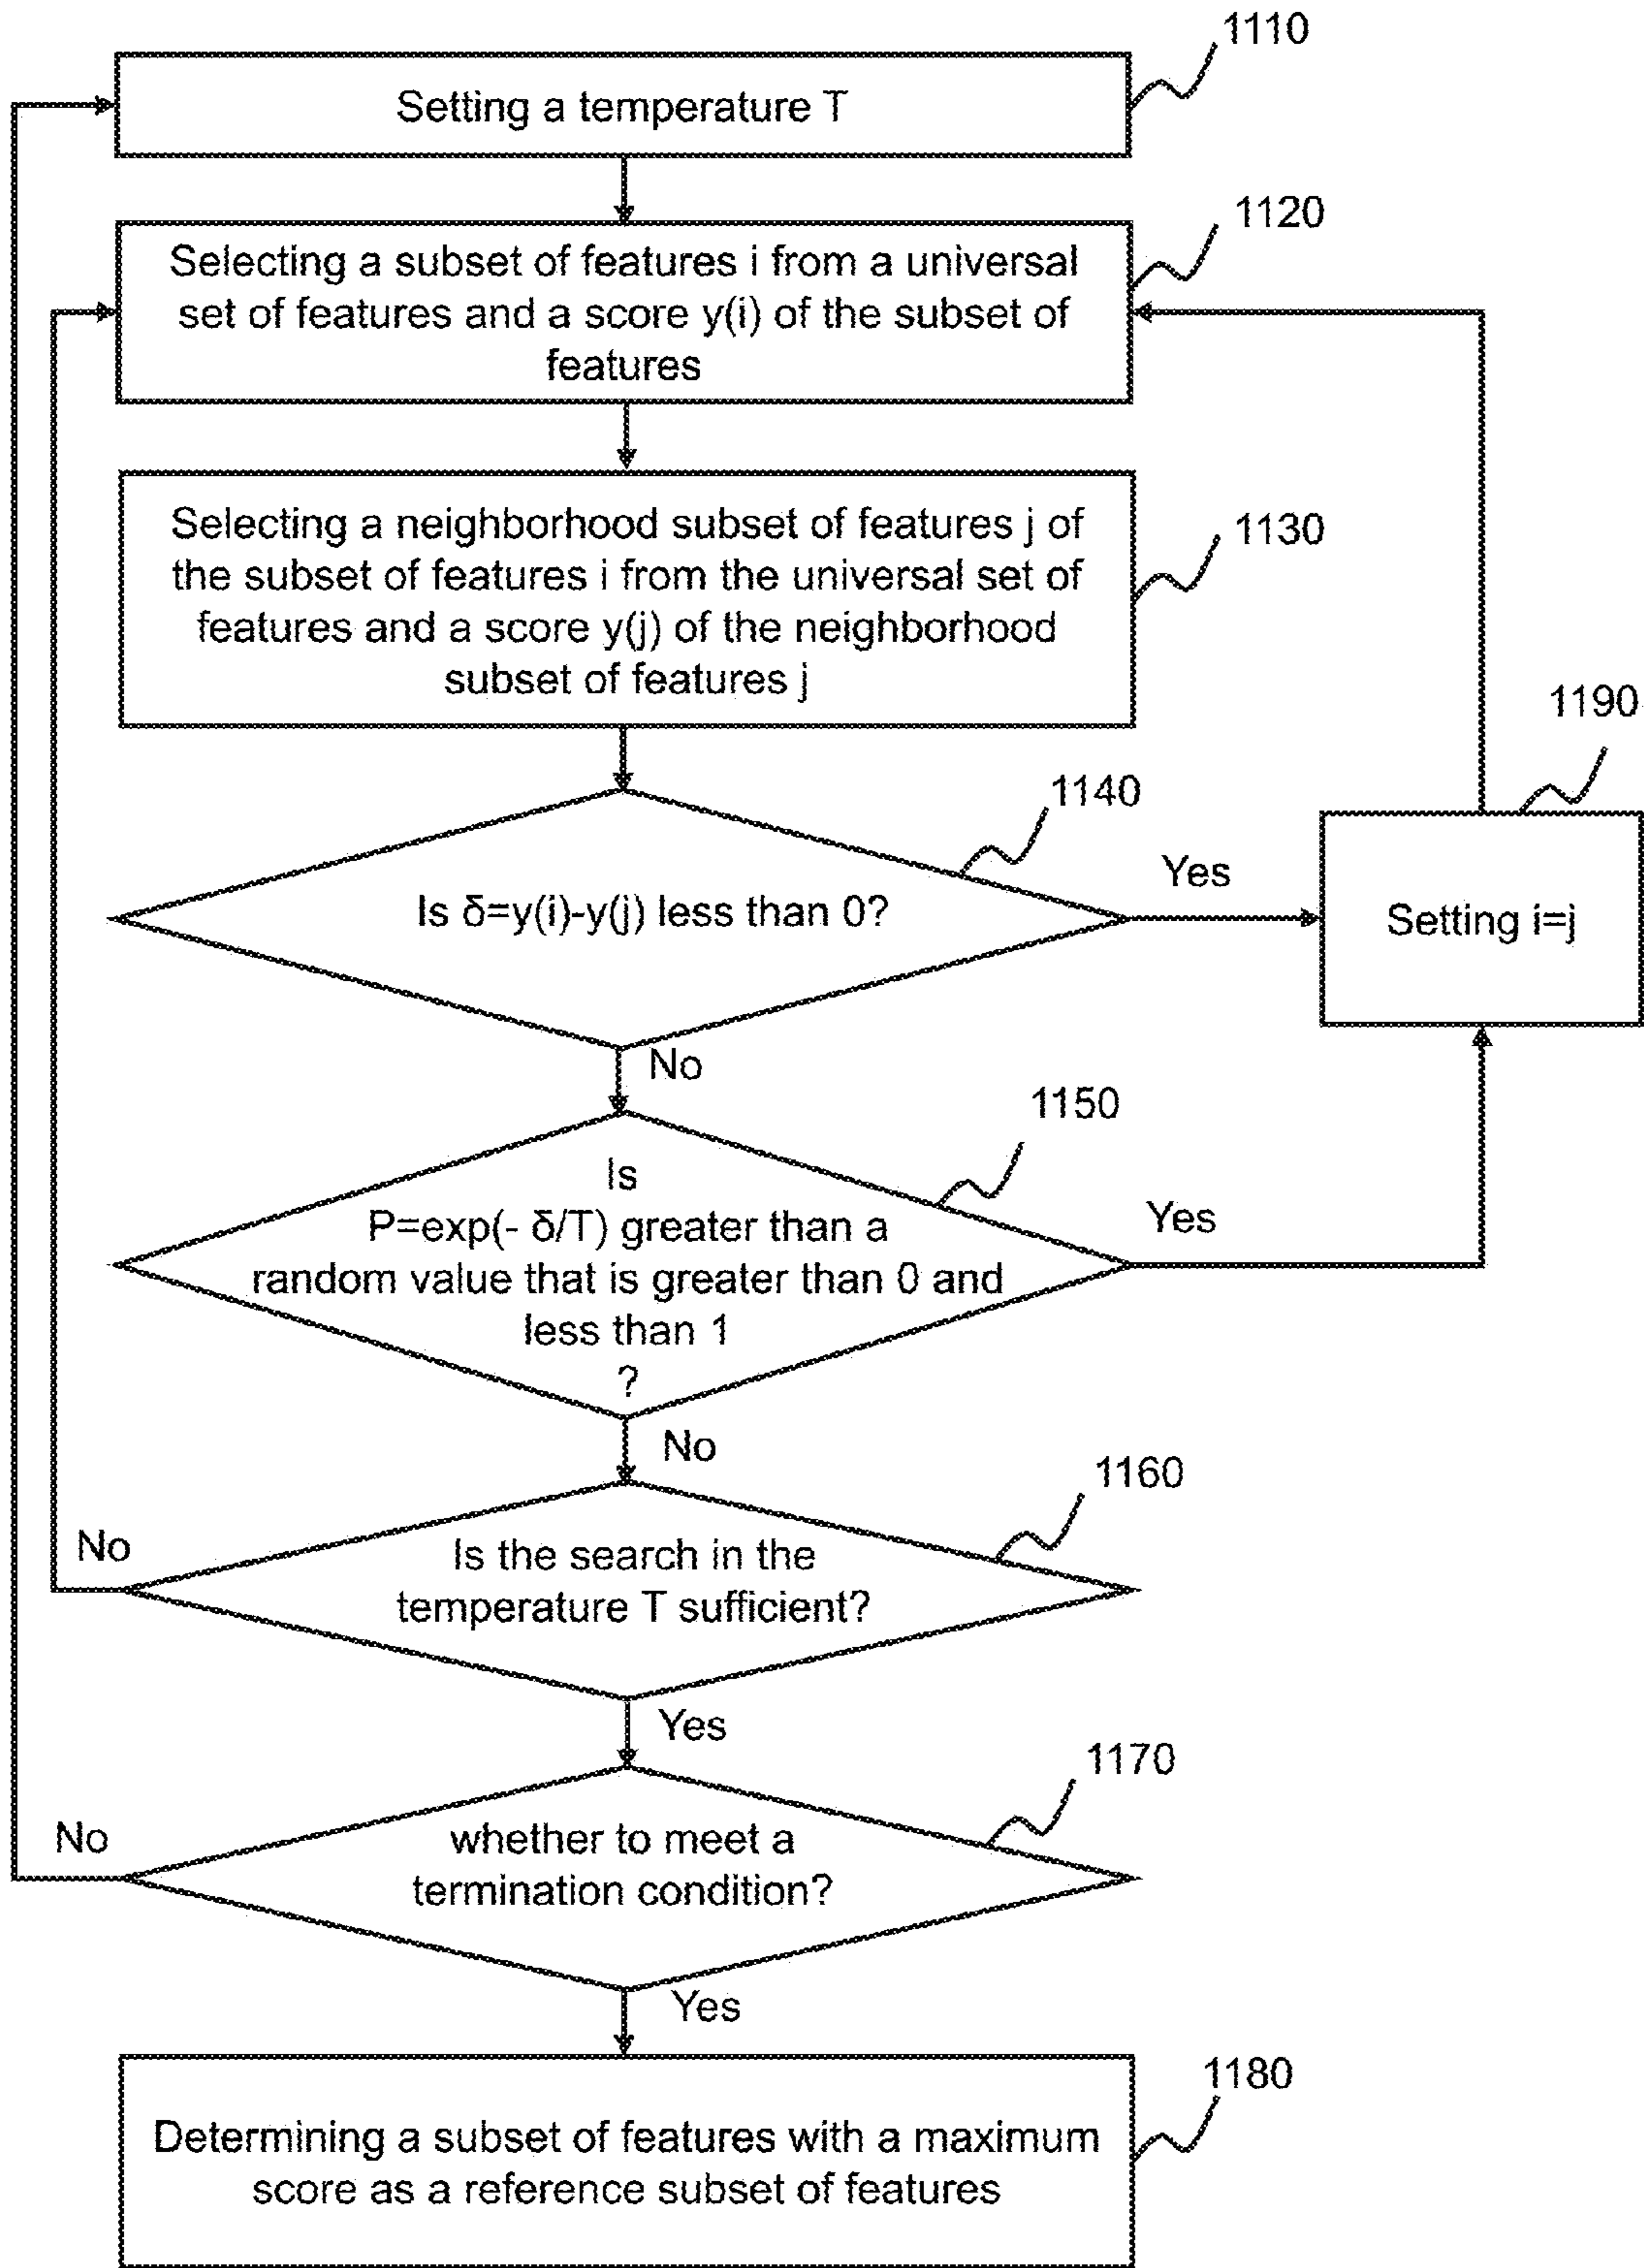 1110
Setting a temperature T
1120
Selecting a subset of features i from a universal
set of features and a score y(i) of the subset of
features
1130
Selecting a neighborhood subset of features j of
the subset of features i from the universal set of
features and a score y(j) of the neighborhood
subset of features j
1190
1140
Is δ=y(i)-y(j) less than 0?
Yes
Setting i=j
No
1150
Is
P=exp(- δ/T) greater than a
random value that is greater than 0 and
less than 1
?
Yes
No
1160
Is the search in the
temperature T sufficient?
No
Yes
1170
whether to meet a
termination condition?
No
Yes
1180
Determining a subset of features with a maximum
score as a reference subset of features